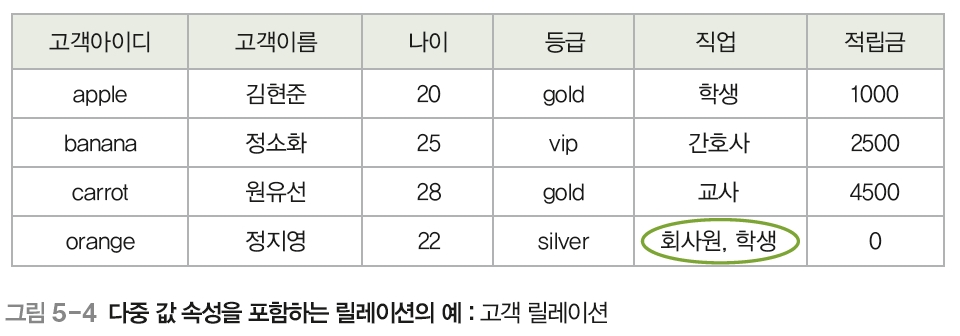 고객아이디 고객이름 나이 등급 직업 적립금
apple 김현준 20 gold 학생 1000
banana 정소화 25 vip 간호사 2500
carrot 원유선 28 gold 교사 4500
orange 정지영 22 silver 회사원, 학생 0
그림 5-4 다중 값 속성을 포함하는 릴레이션의 예 : 고객 릴레이션